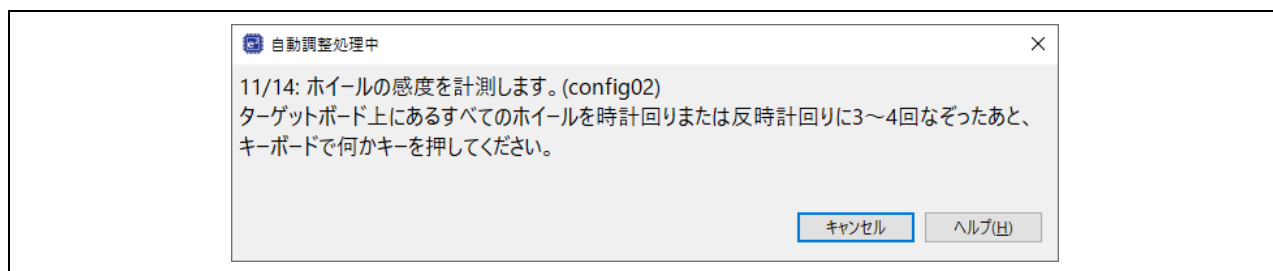 自動調整処理中
11/14: ホイールの感度を計測します。(config02)
ターゲットボード上にあるすべてのホイールを時計回りまたは反時計回りに3～4回なぞったあと、
キーボードで何かキーを押してください。
キャンセル
ヘルプ(H)